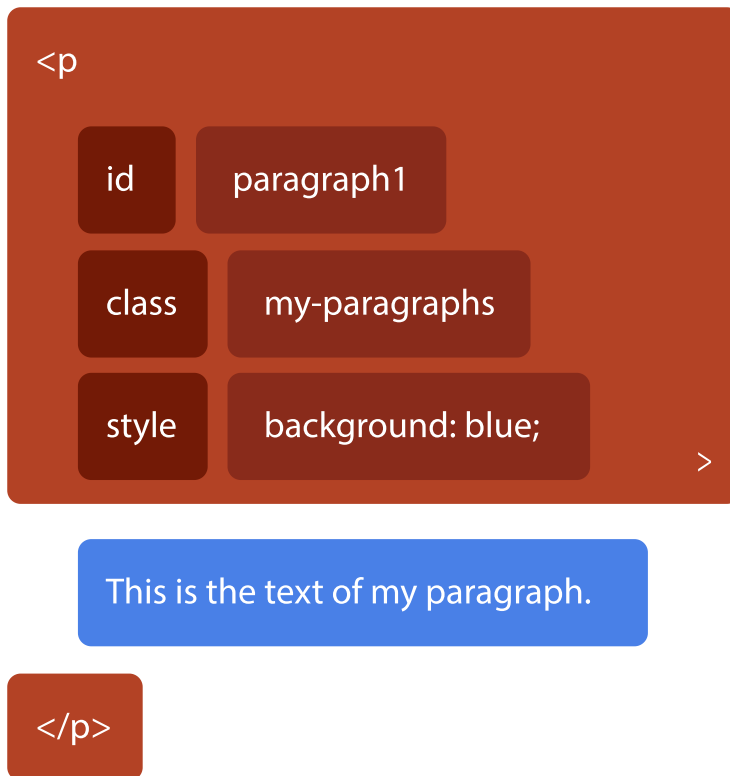 <p
id paragraph1
class my-paragraphs
style background: blue;
>
This is the text of my paragraph.
</p>